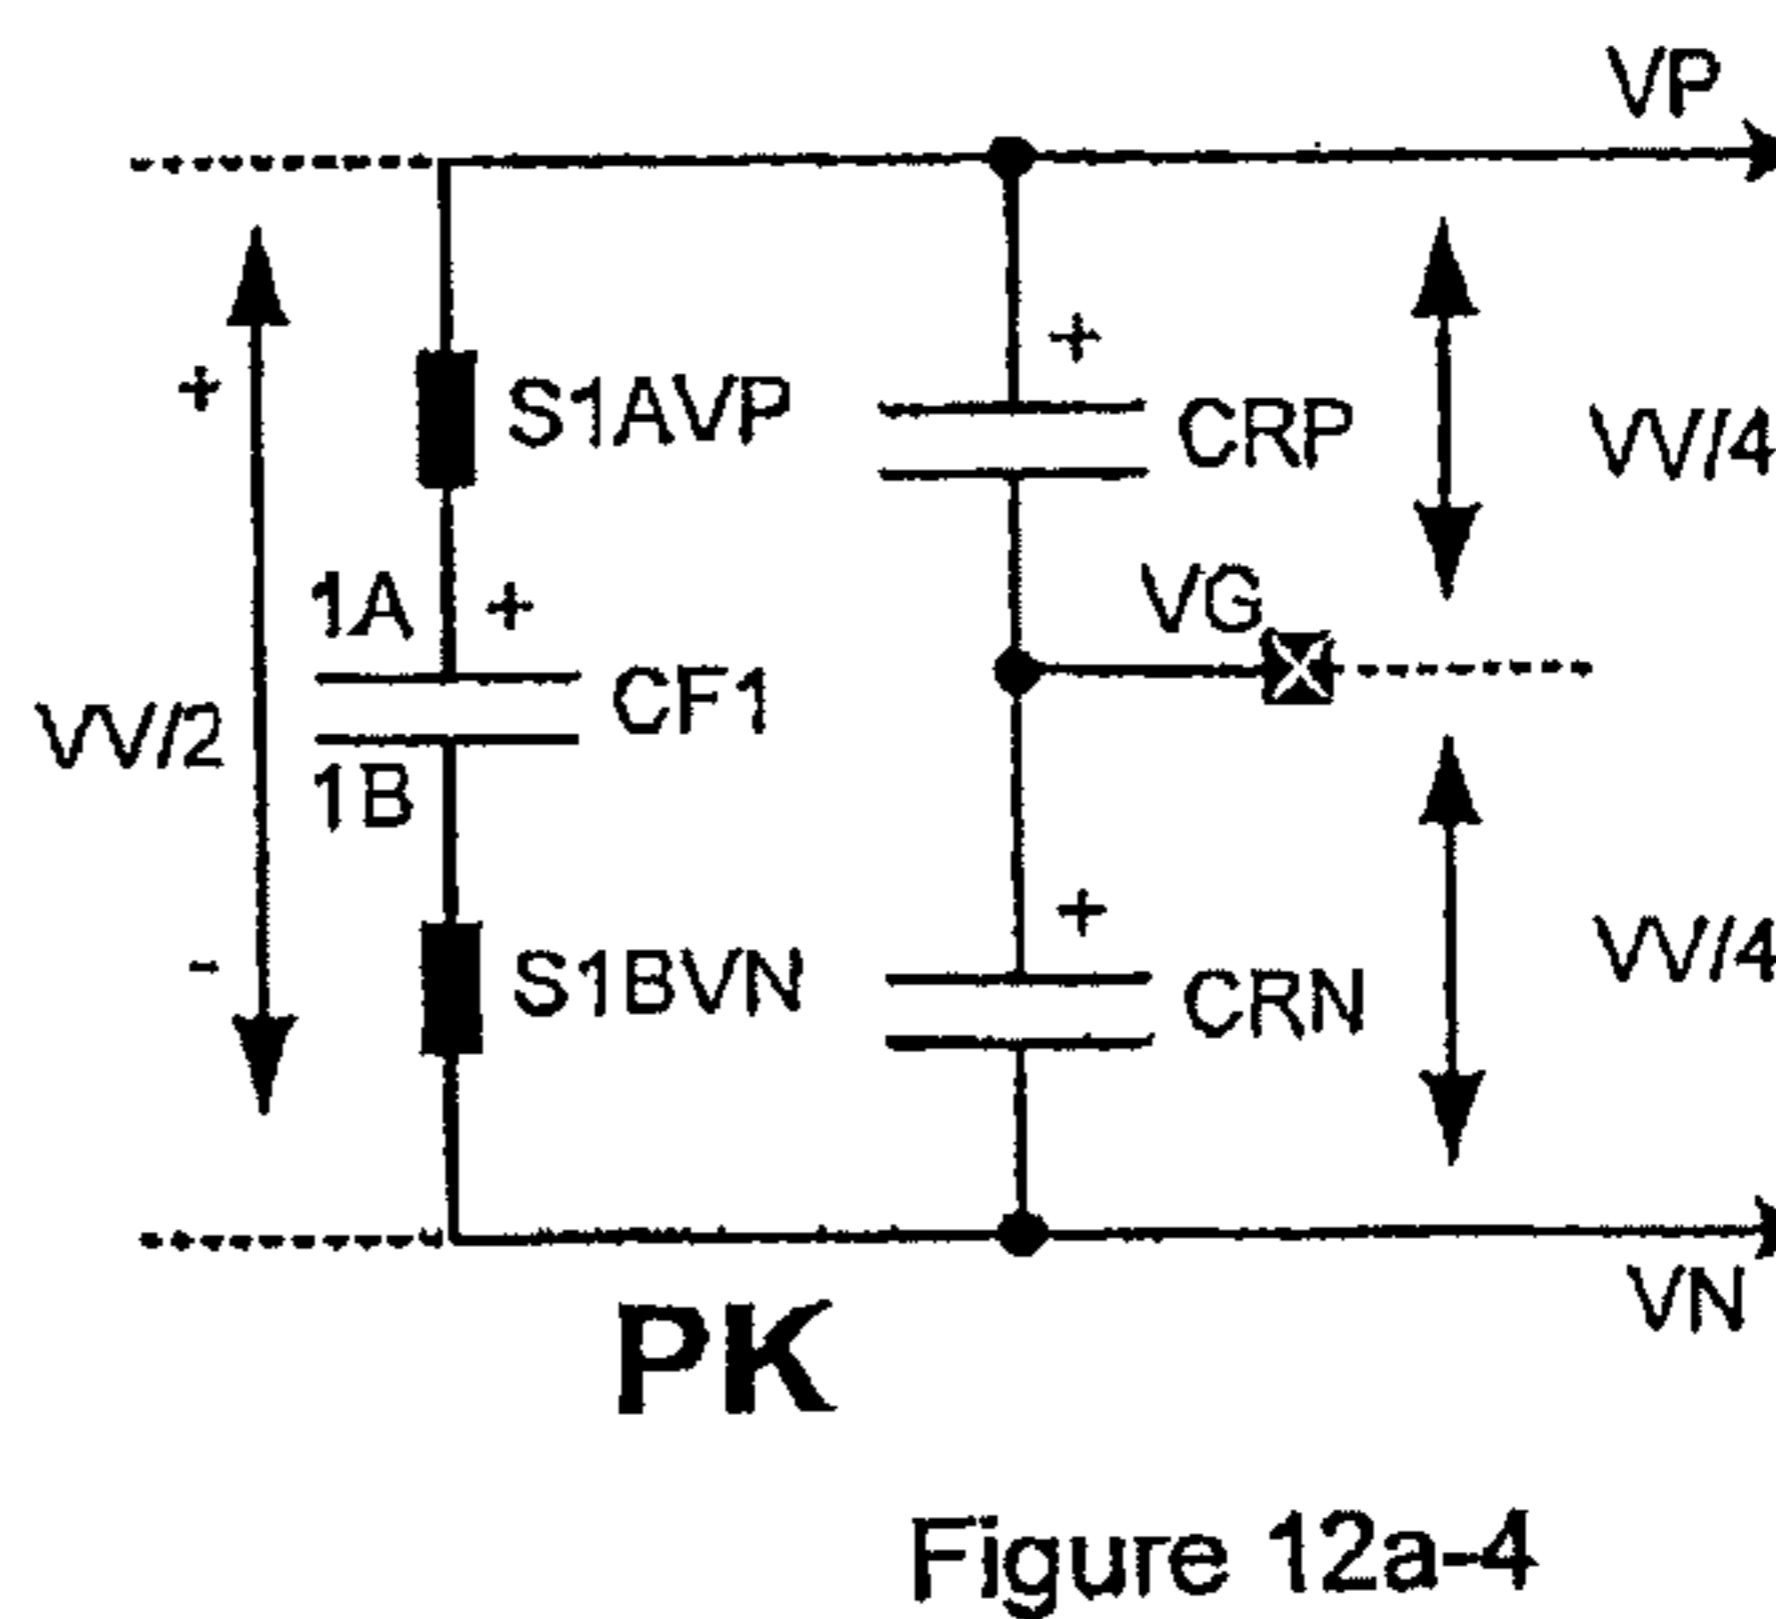 VP
+
+
S1AVP
CRP
VV/4
1A
+
VG
VV/2
CF1
1B
+
-
S1BVN
CRN
VV/4
VN
PK
Figure 12a-4